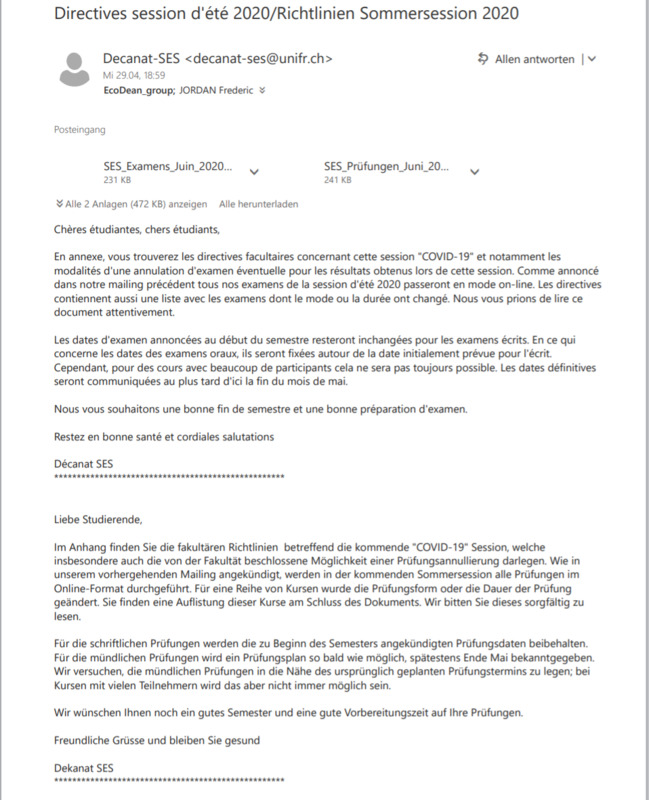 Directives session d'été 2020/Richtlinien Sommersession 2020
Decanat-SES <decanat-ses@unifr.ch>
Allen antworten |
Mi 29.04, 18:59
EcoDean_group; JORDAN Frederic
Posteingang
SES_Examens_Juin_2020...
231 KB
SES_Prüfungen_Juni_20...
241 KB
Alle 2 Anlagen (472 KB) anzeigen Alle herunterladen
Chères étudiantes, chers étudiants,
En annexe, vous trouverez les directives facultaires concernant cette session "COVID-19" et notamment les
modalités d'une annulation d'examen éventuelle pour les résultats obtenus lors de cette session. Comme annoncé
dans notre mailing précédent tous nos examens de la session d'été 2020 passeront en mode on-line. Les directives
contiennent aussi une liste avec les examens dont le mode ou la durée ont changé. Nous vous prions de lire ce
document attentivement.
Les dates d'examen annoncées au début du semestre resteront inchangées pour les examens écrits. En ce qui
concerne les dates des examens oraux, ils seront fixées autour de la date initialement prévue pour l'écrit.
Cependant, pour des cours avec beaucoup de participants cela ne sera pas toujours possible. Les dates définitives
seront communiquées au plus tard d'ici la fin du mois de mai.
Nous vous souhaitons une bonne fin de semestre et une bonne préparation d'examen.
Restez en bonne santé et cordiales salutations
Décanat SES
**************************************************
Liebe Studierende,
Im Anhang finden Sie die fakultären Richtlinien betreffend die kommende "COVID-19" Session, welche
insbesondere auch die von der Fakultät beschlossene Möglichkeit einer Prüfungsannullierung darlegen. Wie in
unserem vorhergehenden Mailing angekündigt, werden in der kommenden Sommersession alle Prüfungen im
Online-Format durchgeführt. Für eine Reihe von Kursen wurde die Prüfungsform oder die Dauer der Prüfung
geändert. Sie finden eine Auflistung dieser Kurse am Schluss des Dokuments. Wir bitten Sie dieses sorgfältig zu
lesen.
Für die schriftlichen Prüfungen werden die zu Beginn des Semesters angekündigten Prüfungsdaten beibehalten.
Für die mündlichen Prüfungen wird ein Prüfungsplan so bald wie möglich, spätestens Ende Mai bekanntgegeben.
Wir versuchen, die mündlichen Prüfungen in die Nähe des ursprünglich geplanten Prüfungstermins zu legen; bei
Kursen mit vielen Teilnehmern wird das aber nicht immer möglich sein.
Wir wünschen Ihnen noch ein gutes Semester und eine gute Vorbereitungszeit auf Ihre Prüfungen.
Freundliche Grüsse und bleiben Sie gesund
Dekanat SES
**************************************************